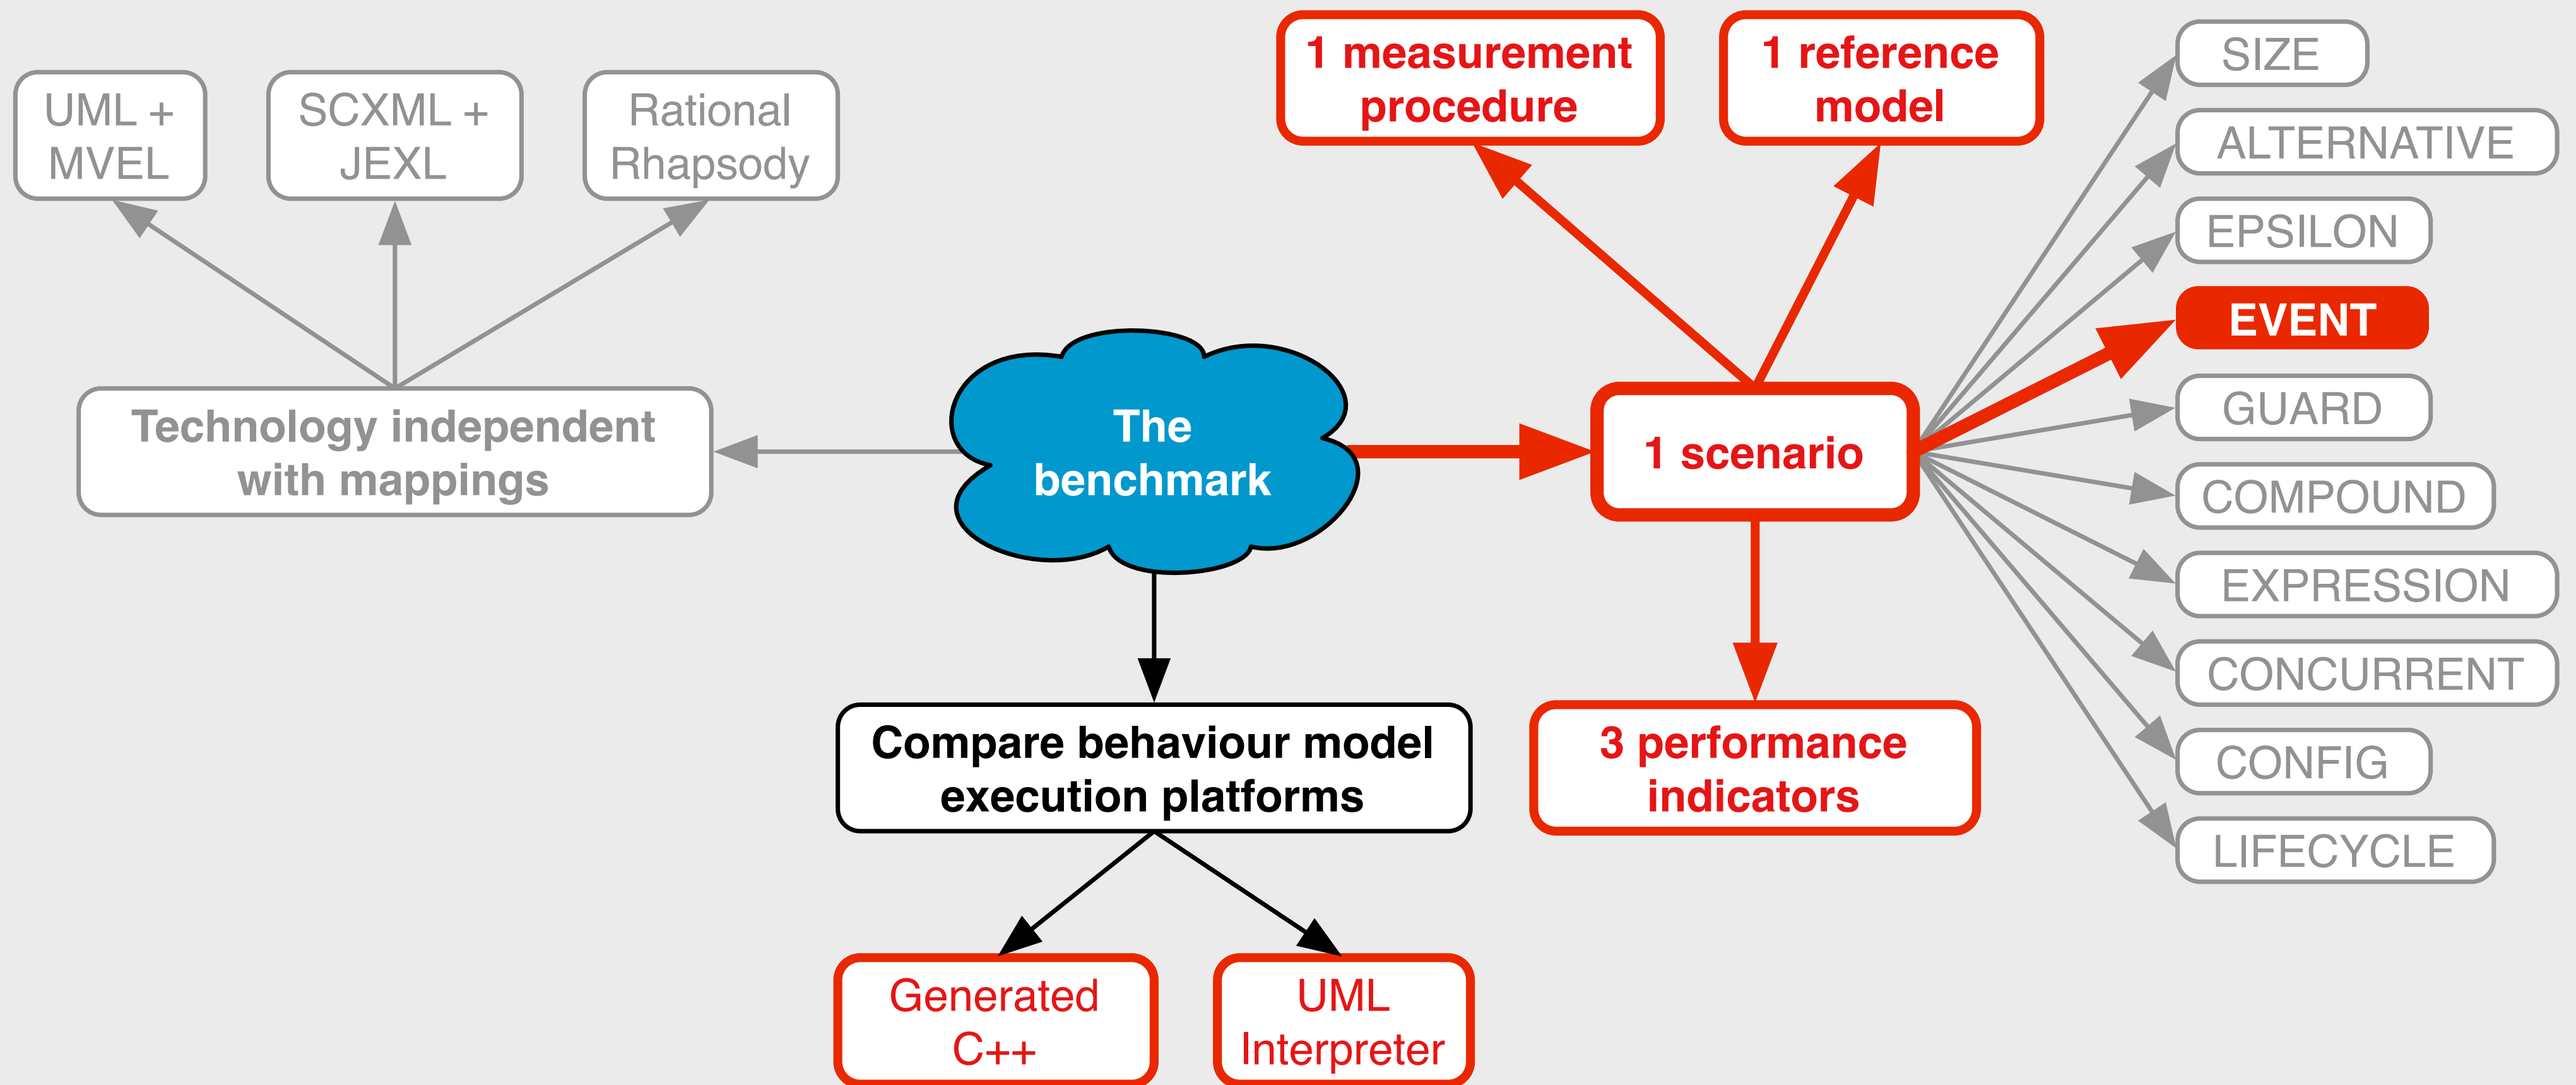 UML +
MVEL
SCXML +
JEXL
Rational
Rhapsody
Technology independent
with mappings
The
benchmark
1 measurement
procedure
1 reference
model
1 scenario
3 performance
indicators
Compare behaviour model
execution platforms
Generated
C++
UML
Interpreter
SIZE
ALTERNATIVE
EPSILON
EVENT
GUARD
COMPOUND
EXPRESSION
CONCURRENT
CONFIG
LIFECYCLE